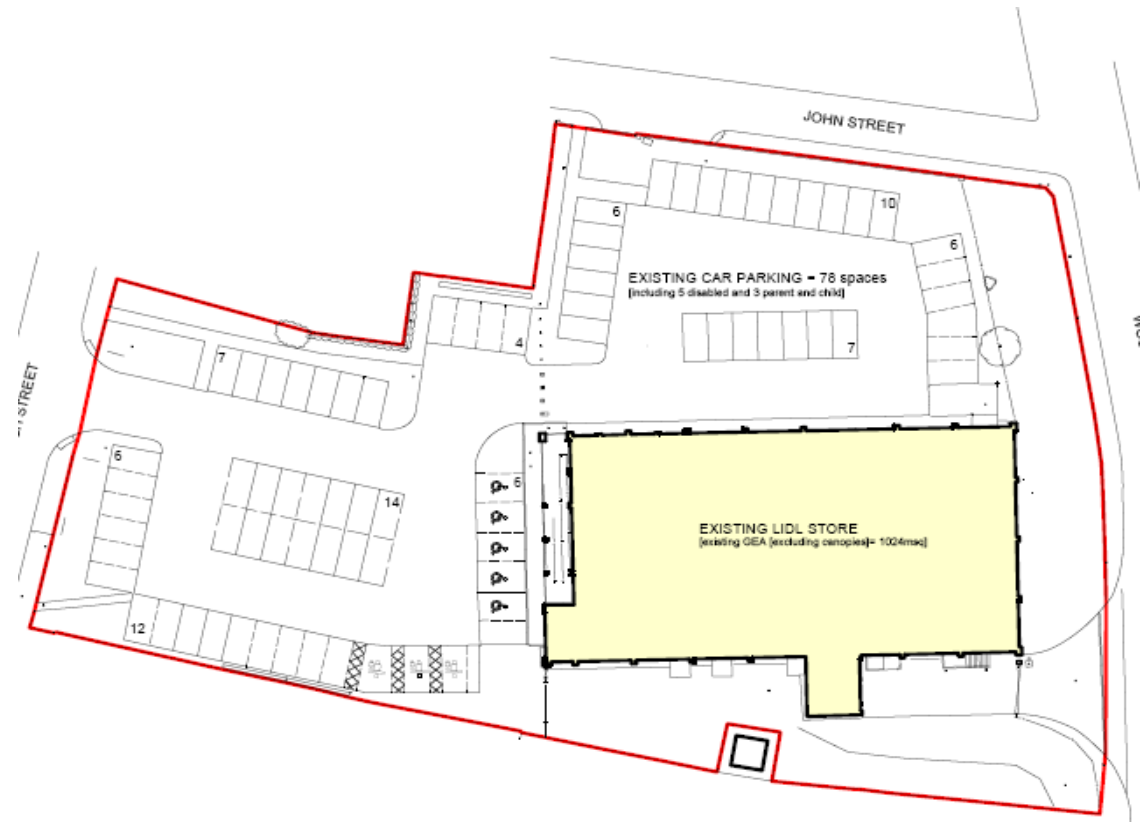 JOHN STREET
10
6
6
EXISTING CAR PARKING = 78 spaces
[including 5 disabled and 3 parent and child]
7
4
7
STREET
6
14
6
EXISTING LIDL STORE
[existing GEA [excluding canopies]= 1024msq]
12